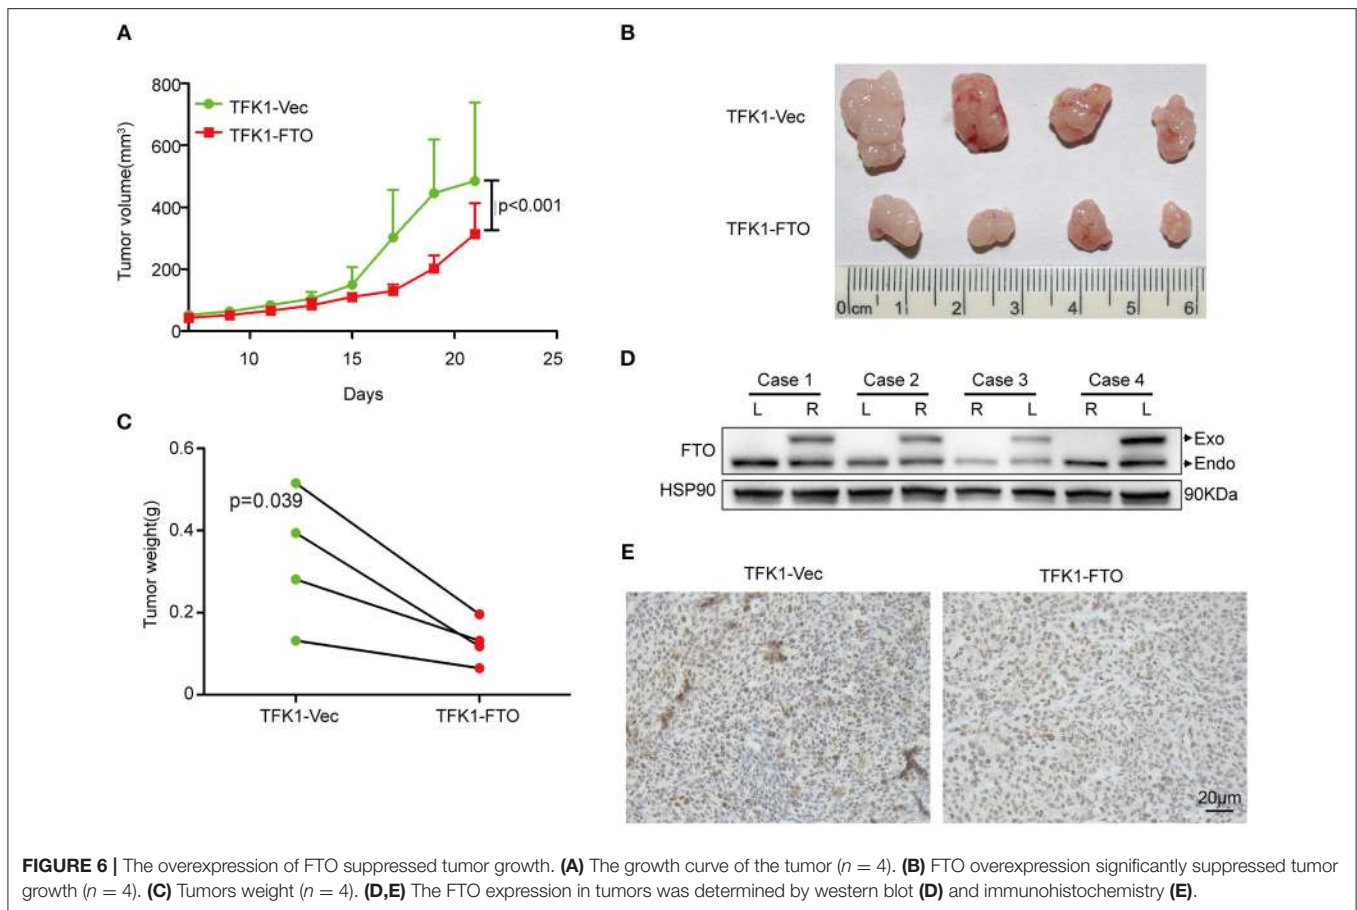 A
800
600
400
200
0
Tumor volume(mm³)
TFK1-Vec
TFK1-FTO
p<0.001
10 15 20 25
Days
B
TFK1-Vec
TFK1-FTO
0 cm 1 2 3 4 5 6
C
0.6
0.4
0.2
0
Tumor weight(g)
p=0.039
TFK1-Vec TFK1-FTO
D
Case 1 Case 2 Case 3 Case 4
L R L R R L R L
FTO
Exo
Endo
HSP90
90KDa
E
TFK1-Vec TFK1-FTO
20μm
FIGURE 6 | The overexpression of FTO suppressed tumor growth. (A) The growth curve of the tumor (n = 4). (B) FTO overexpression significantly suppressed tumor
growth (n = 4). (C) Tumors weight (n = 4). (D,E) The FTO expression in tumors was determined by western blot (D) and immunohistochemistry (E).